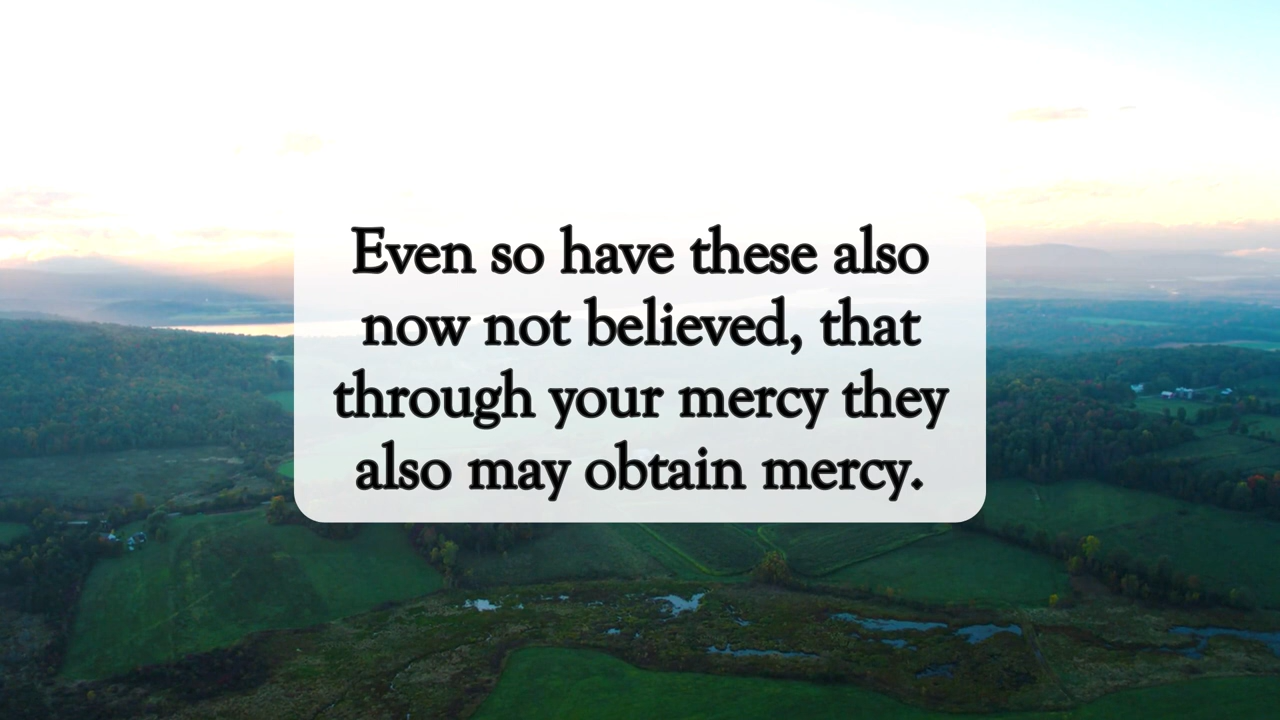 Even so have these also
now not believed, that
through your mercy they
also may obtain mercy.